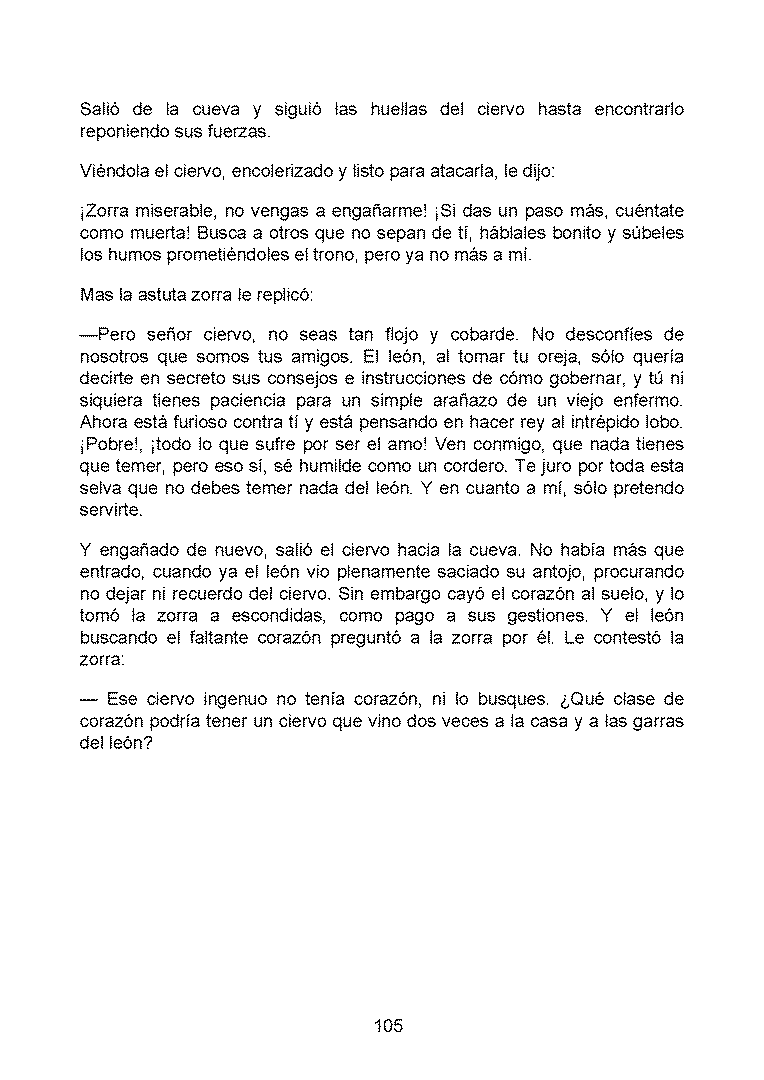 Salió de la cueva y siguió las huellas del ciervo hasta encontrarlo
reponiendo sus fuerzas.
Viéndola el ciervo, encolerizado y listo para atacarla, le dijo:
¡Zorra miserable, no vengas a engañarme! ¡Si das un paso más, cuéntate
como muerta! Busca a otros que no sepan de tí, háblales bonito y súbeles
los humos prometiéndoles el trono, pero ya no más a mí.
Mas la astuta zorra le replicó:
—Pero señor ciervo, no seas tan flojo y cobarde. No desconfíes de
nosotros que somos tus amigos. El león, al tomar tu oreja, sólo quería
decirte en secreto sus consejos e instrucciones de cómo gobernar, y tú ni
siquiera tienes paciencia para un simple arañazo de un viejo enfermo.
Ahora está furioso contra tí y está pensando en hacer rey al intrépido lobo.
¡Pobre!, ¡todo lo que sufre por ser el amo! Ven conmigo, que nada tienes
que temer, pero eso sí, sé humilde como un cordero. Te juro por toda esta
selva que no debes temer nada del león. Y en cuanto a mí, sólo pretendo
servirte.
Y engañado de nuevo, salió el ciervo hacia la cueva. No había más que
entrado, cuando ya el león vio plenamente saciado su antojo, procurando
no dejar ni recuerdo del ciervo. Sin embargo cayó el corazón al suelo, y lo
tomó la zorra a escondidas, como pago a sus gestiones. Y el león
buscando el faltante corazón preguntó a la zorra por él. Le contestó la
zorra:
— Ese ciervo ingenuo no tenía corazón, ni lo busques. ¿Qué clase de
corazón podría tener un ciervo que vino dos veces a la casa y a las garras
del león?
105